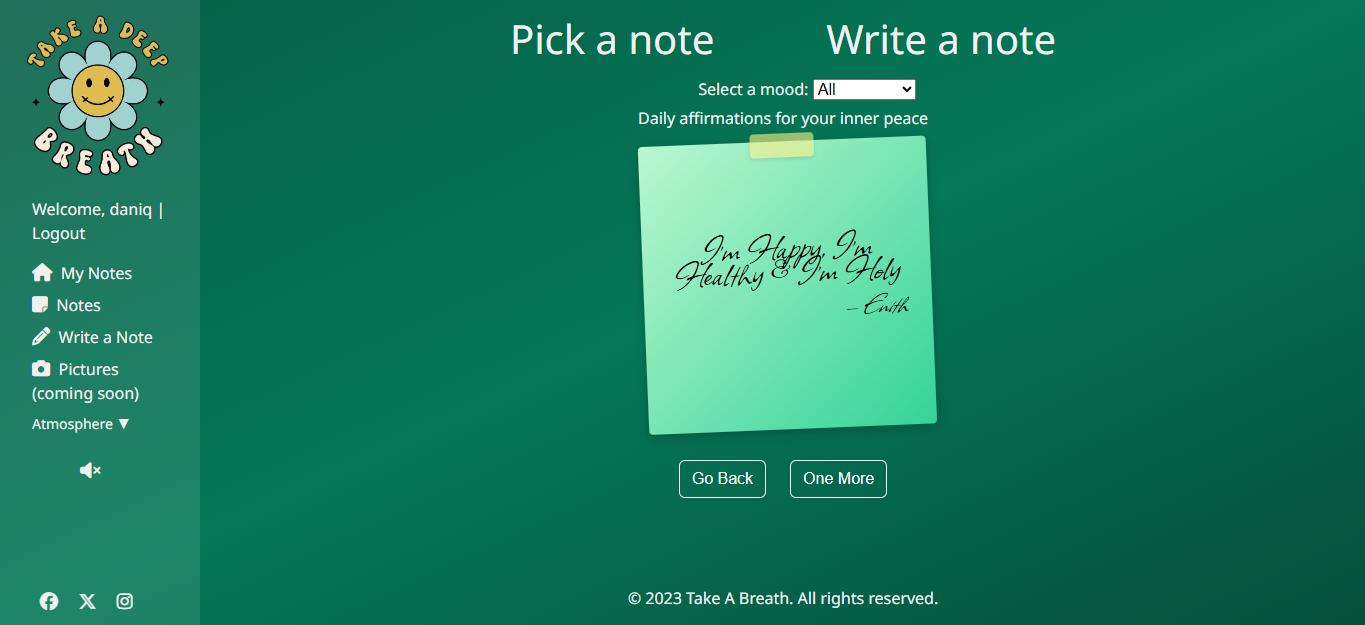 TAKE A DEEP
BREATH
Welcome, daniq |
Logout
My Notes
Notes
Write a Note
Pictures
(coming soon)
Atmosphere ▼
Pick a note
Write a note
Select a mood: All
Daily affirmations for your inner peace
I'm Happy, I'm
Healthy & I'm Holy
– Enith
Go Back
One More
© 2023 Take A Breath. All rights reserved.